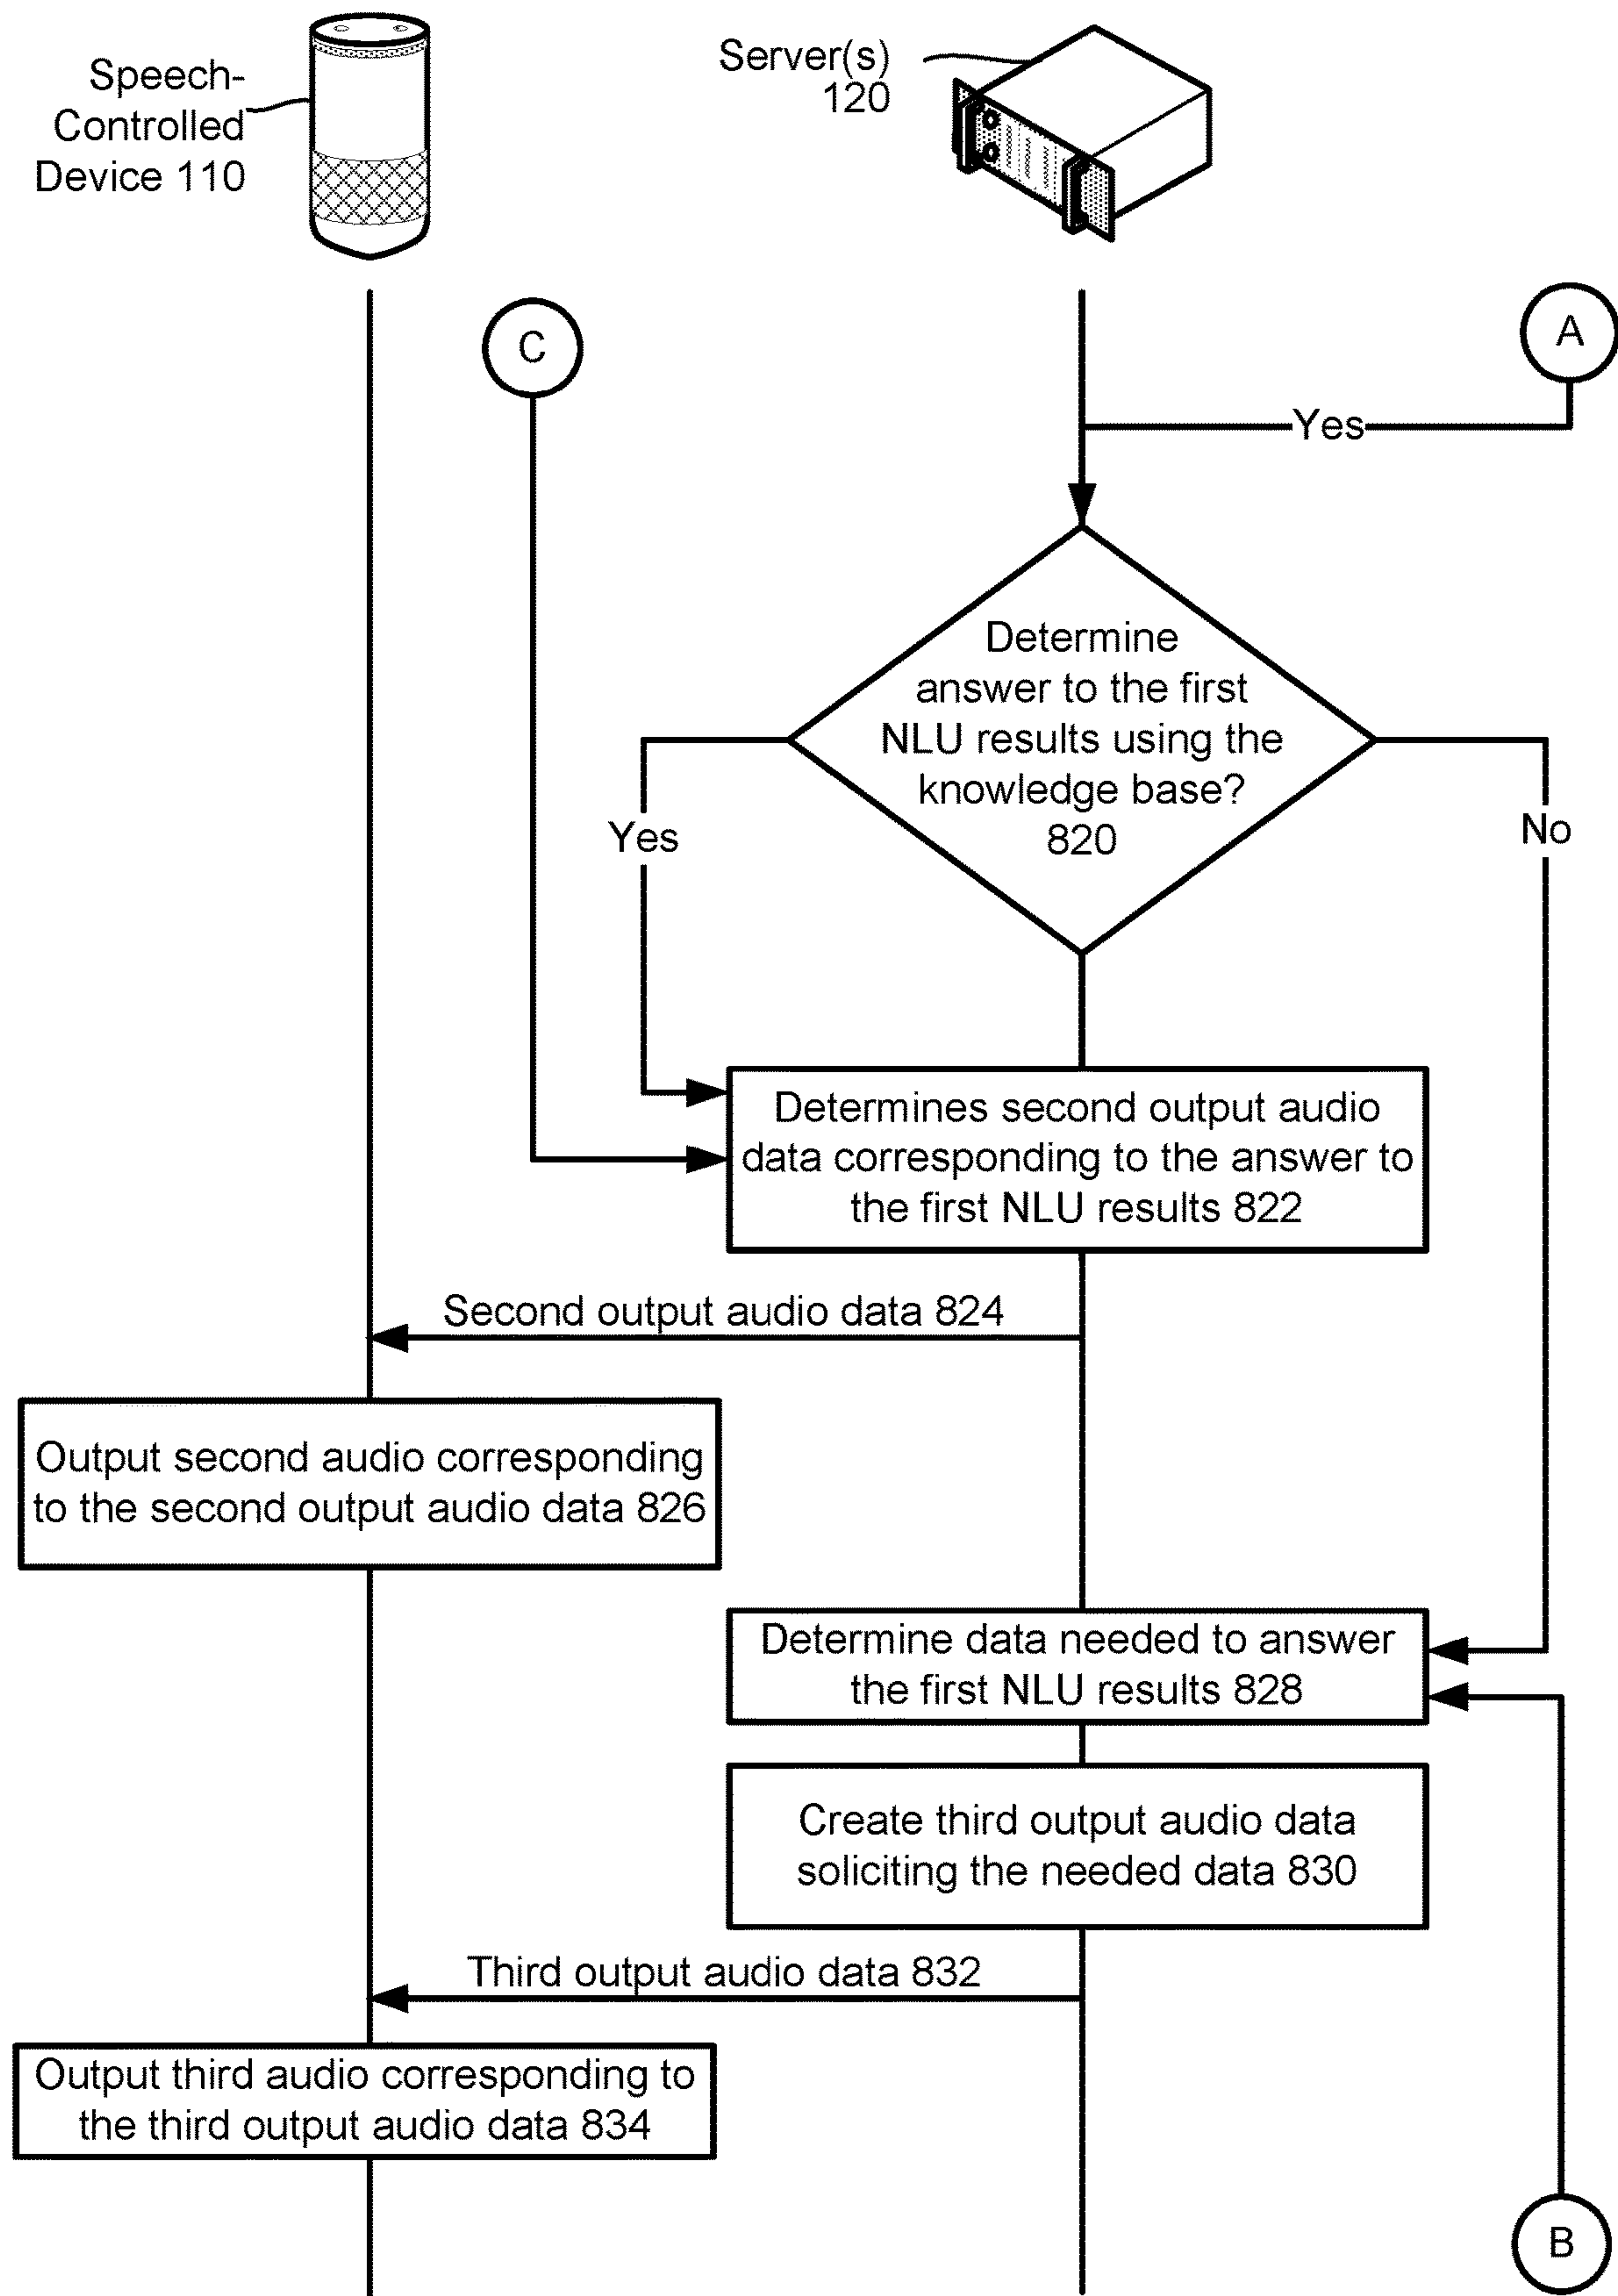 Speech-
Controlled
Device 110
Server(s)
120
C
A
Yes
Determine
answer to the first
NLU results using the
knowledge base?
820
Yes
No
Determines second output audio
data corresponding to the answer to
the first NLU results 822
Second output audio data 824
Output second audio corresponding
to the second output audio data 826
Determine data needed to answer
the first NLU results 828
Create third output audio data
soliciting the needed data 830
Third output audio data 832
Output third audio corresponding to
the third output audio data 834
B